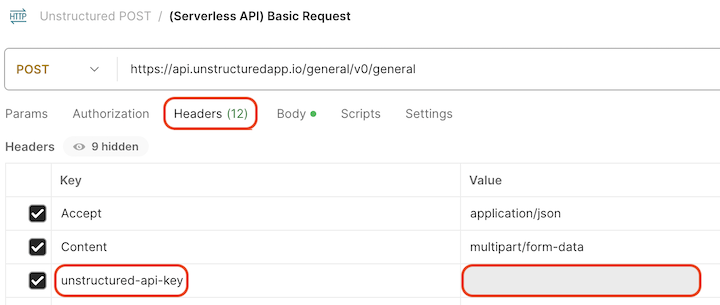 HTTP Unstructured POST / (Serverless API) Basic Request
POST https://api.unstructuredapp.io/general/v0/general
Params Authorization Headers (12) Body Scripts Settings
Headers 9 hidden
Key Value
Accept application/json
Content multipart/form-data
unstructured-api-key